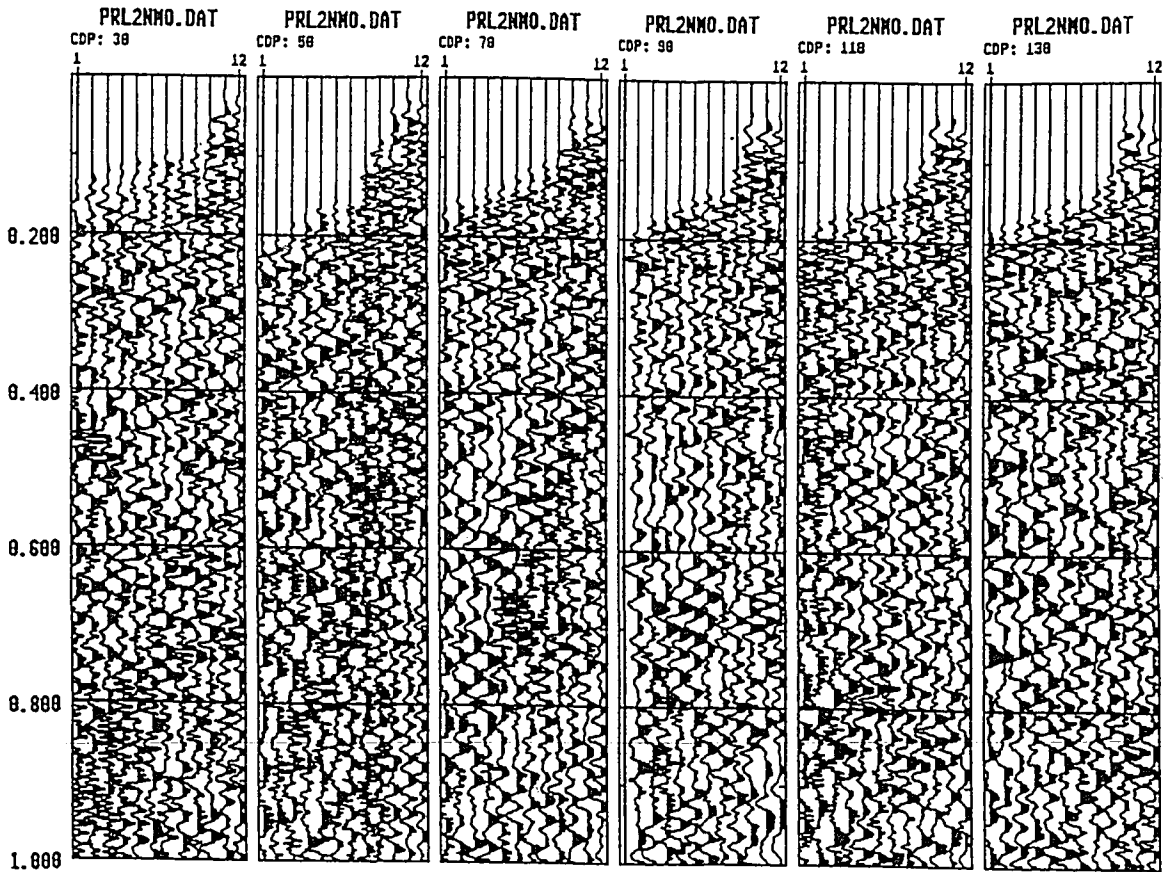 PRL2NMO.DAT
CDP: 30
1 12
PRL2NMO.DAT
CDP: 50
1 12
PRL2NMO.DAT
CDP: 70
1 12
PRL2NMO.DAT
CDP: 90
1 12
PRL2NMO.DAT
CDP: 110
1 12
PRL2NMO.DAT
CDP: 130
1 12
0.200
0.400
0.600
0.800
1.000